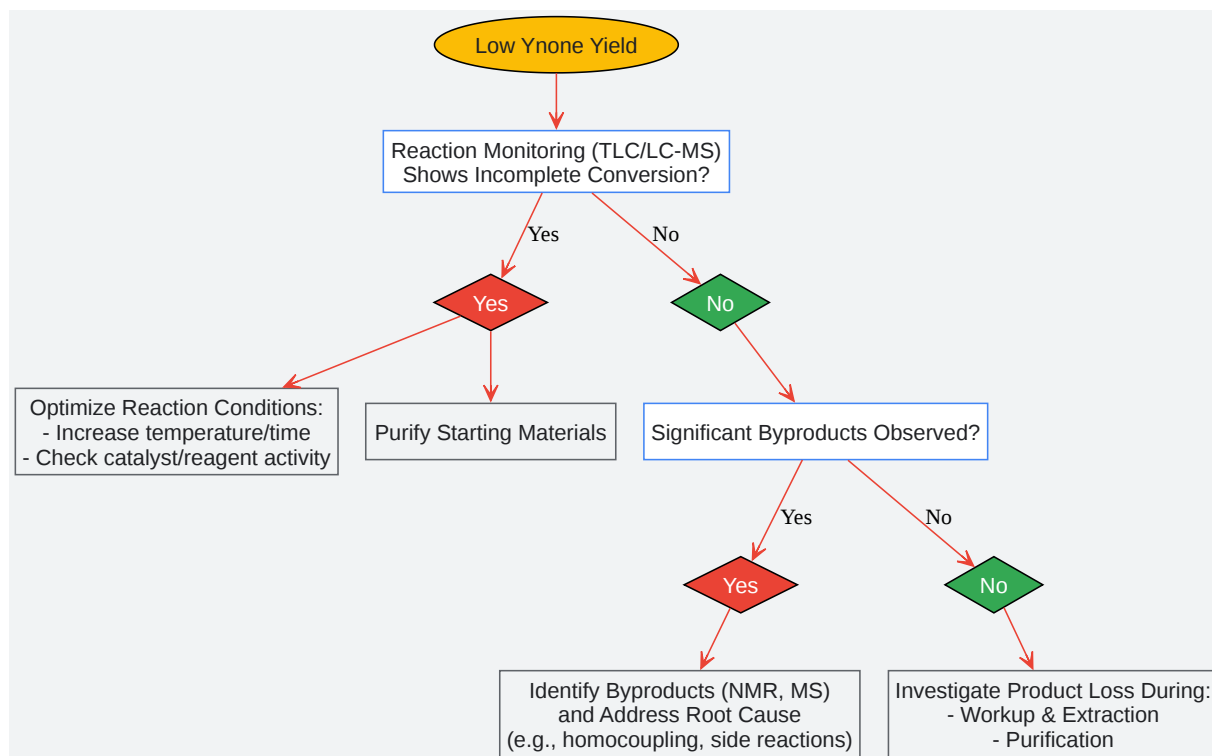 Low Ynone Yield
Reaction Monitoring (TLC/LC-MS)
Shows Incomplete Conversion?
Yes
No
Yes
No
Optimize Reaction Conditions:
- Increase temperature/time
- Check catalyst/reagent activity
Purify Starting Materials
Significant Byproducts Observed?
Yes
No
Yes
No
Identify Byproducts (NMR, MS)
and Address Root Cause
(e.g., homocoupling, side reactions)
Investigate Product Loss During:
- Workup & Extraction
- Purification